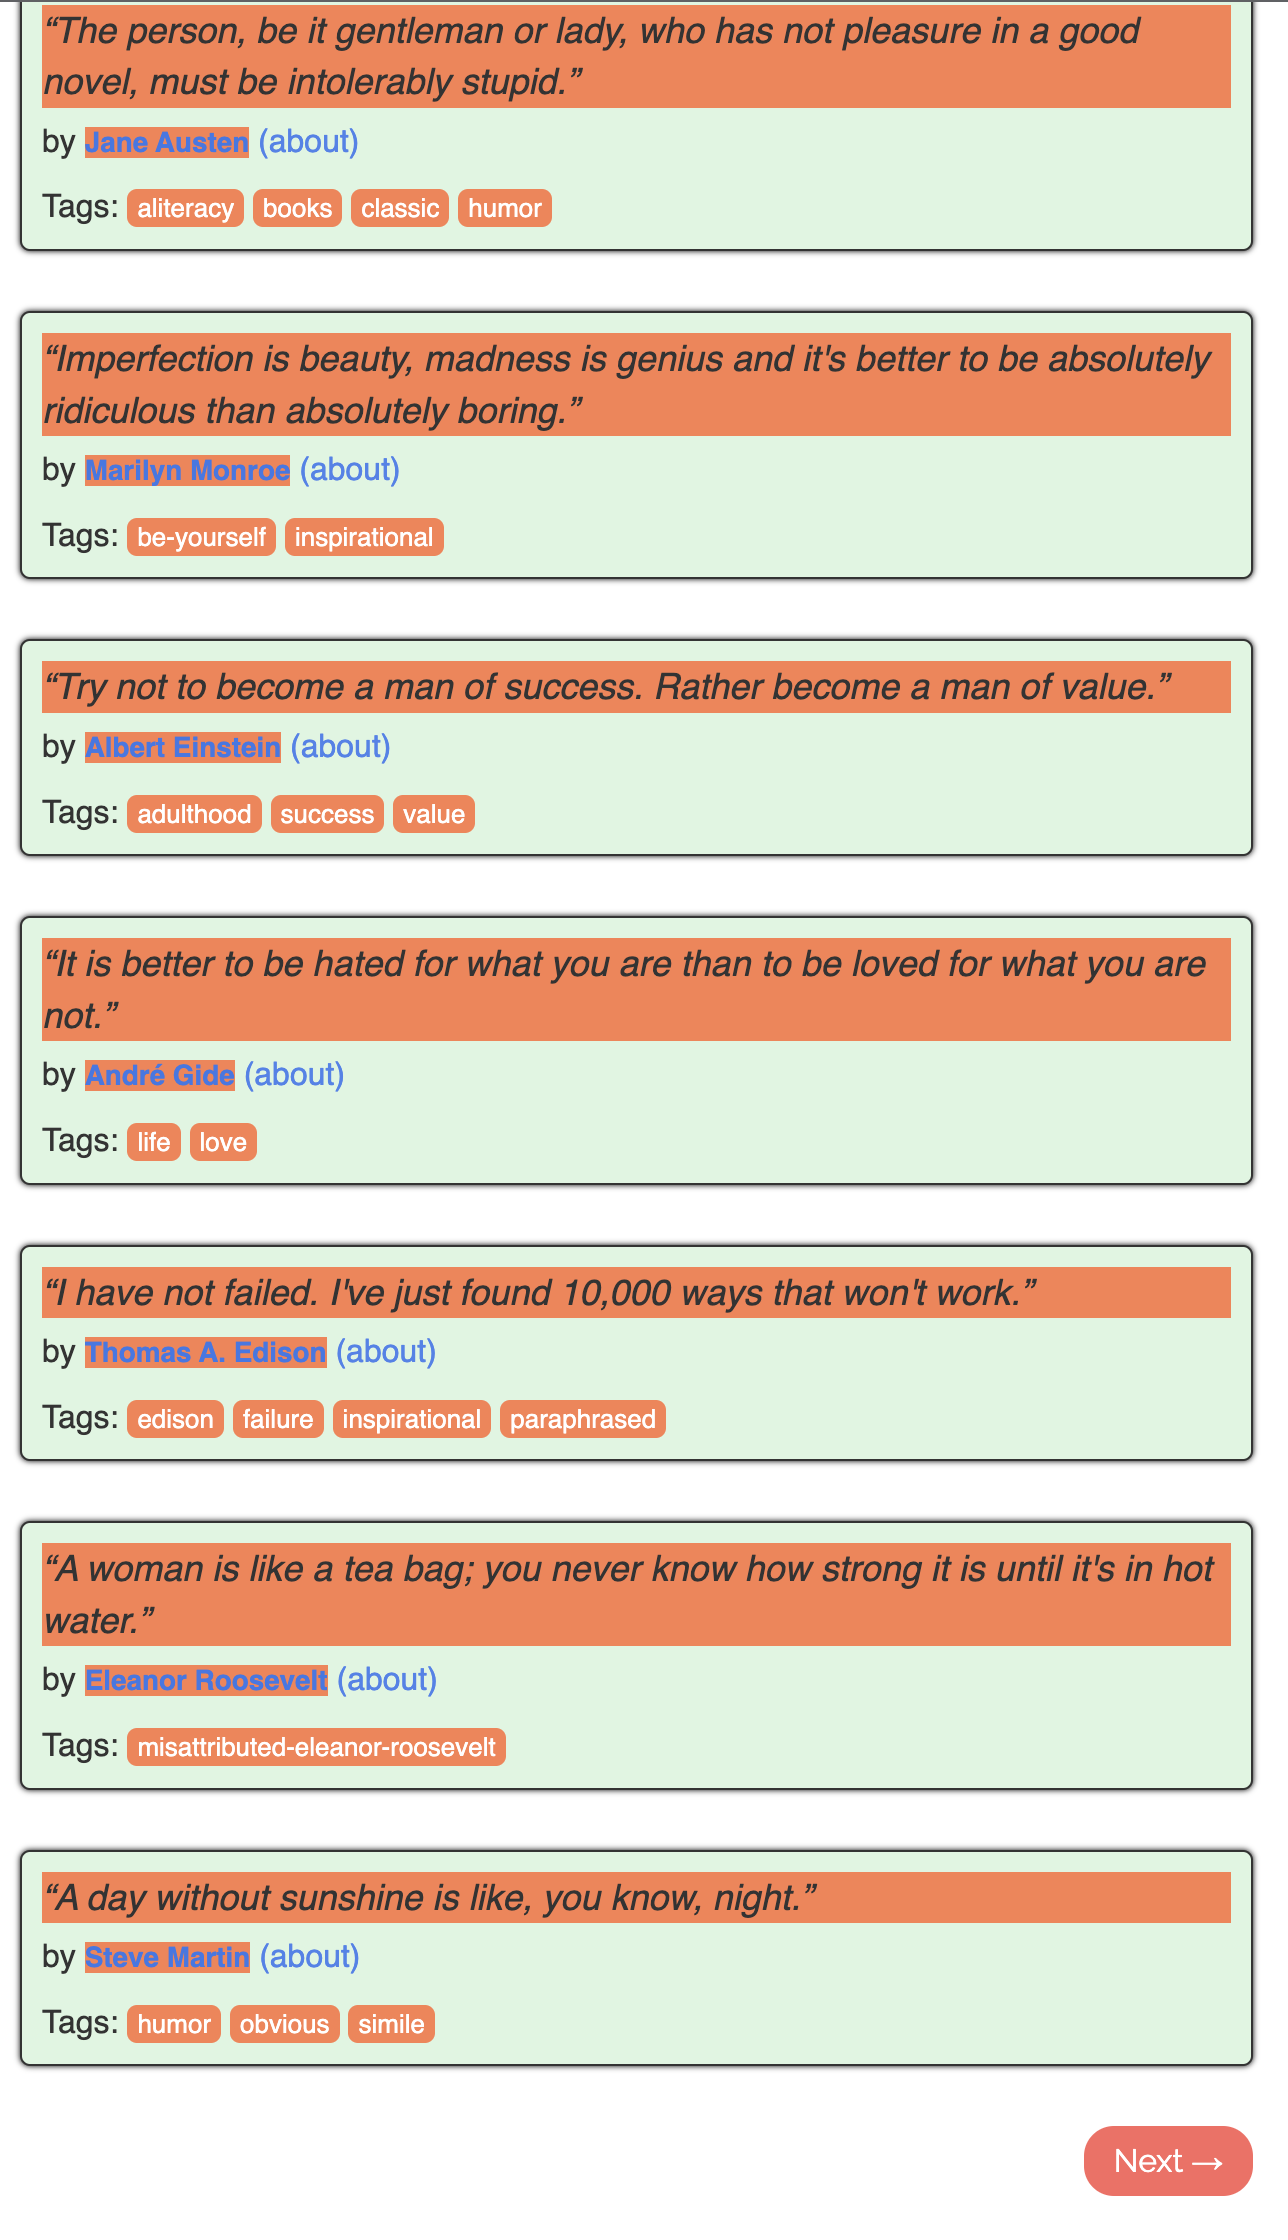 “The person, be it gentleman or lady, who has not pleasure in a good
novel, must be intolerably stupid.”
by Jane Austen (about)
Tags: aliteracy books classic humor
“Imperfection is beauty, madness is genius and it's better to be absolutely
ridiculous than absolutely boring.”
by Marilyn Monroe (about)
Tags: be-yourself inspirational
“Try not to become a man of success. Rather become a man of value.”
by Albert Einstein (about)
Tags: adulthood success value
“It is better to be hated for what you are than to be loved for what you are
not.”
by André Gide (about)
Tags: life love
“I have not failed. I've just found 10,000 ways that won't work.”
by Thomas A. Edison (about)
Tags: edison failure inspirational paraphrased
“A woman is like a tea bag; you never know how strong it is until it's in hot
water.”
by Eleanor Roosevelt (about)
Tags: misattributed-eleanor-roosevelt
“A day without sunshine is like, you know, night.”
by Steve Martin (about)
Tags: humor obvious simile
Next →